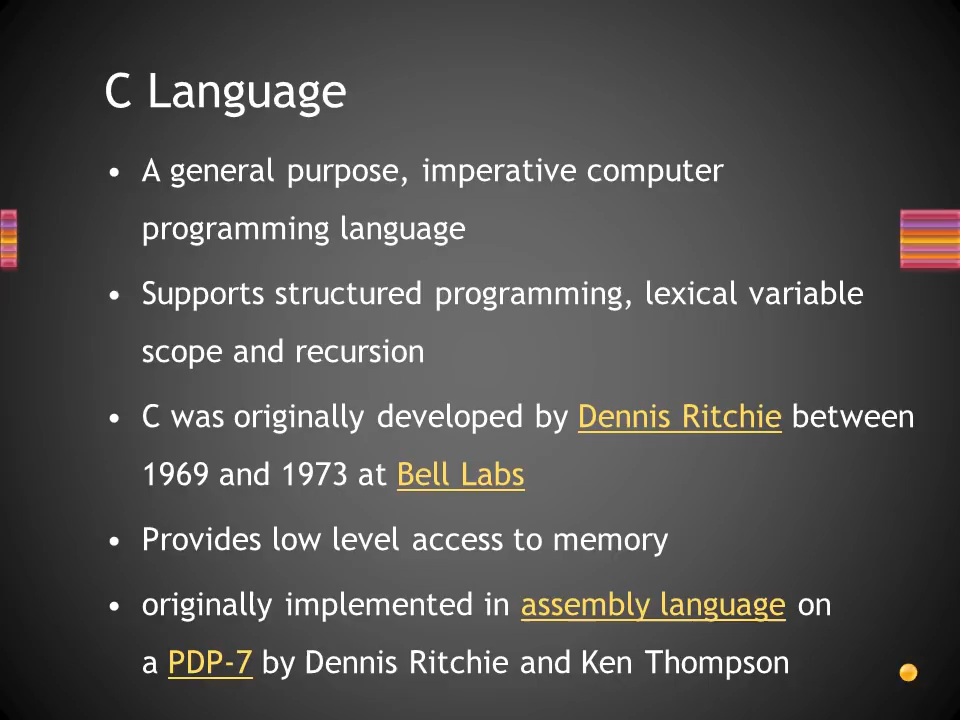 C Language
• A general purpose, imperative computer
programming language
• Supports structured programming, lexical variable
scope and recursion
• C was originally developed by Dennis Ritchie between
1969 and 1973 at Bell Labs
• Provides low level access to memory
• originally implemented in assembly language on
a PDP-7 by Dennis Ritchie and Ken Thompson